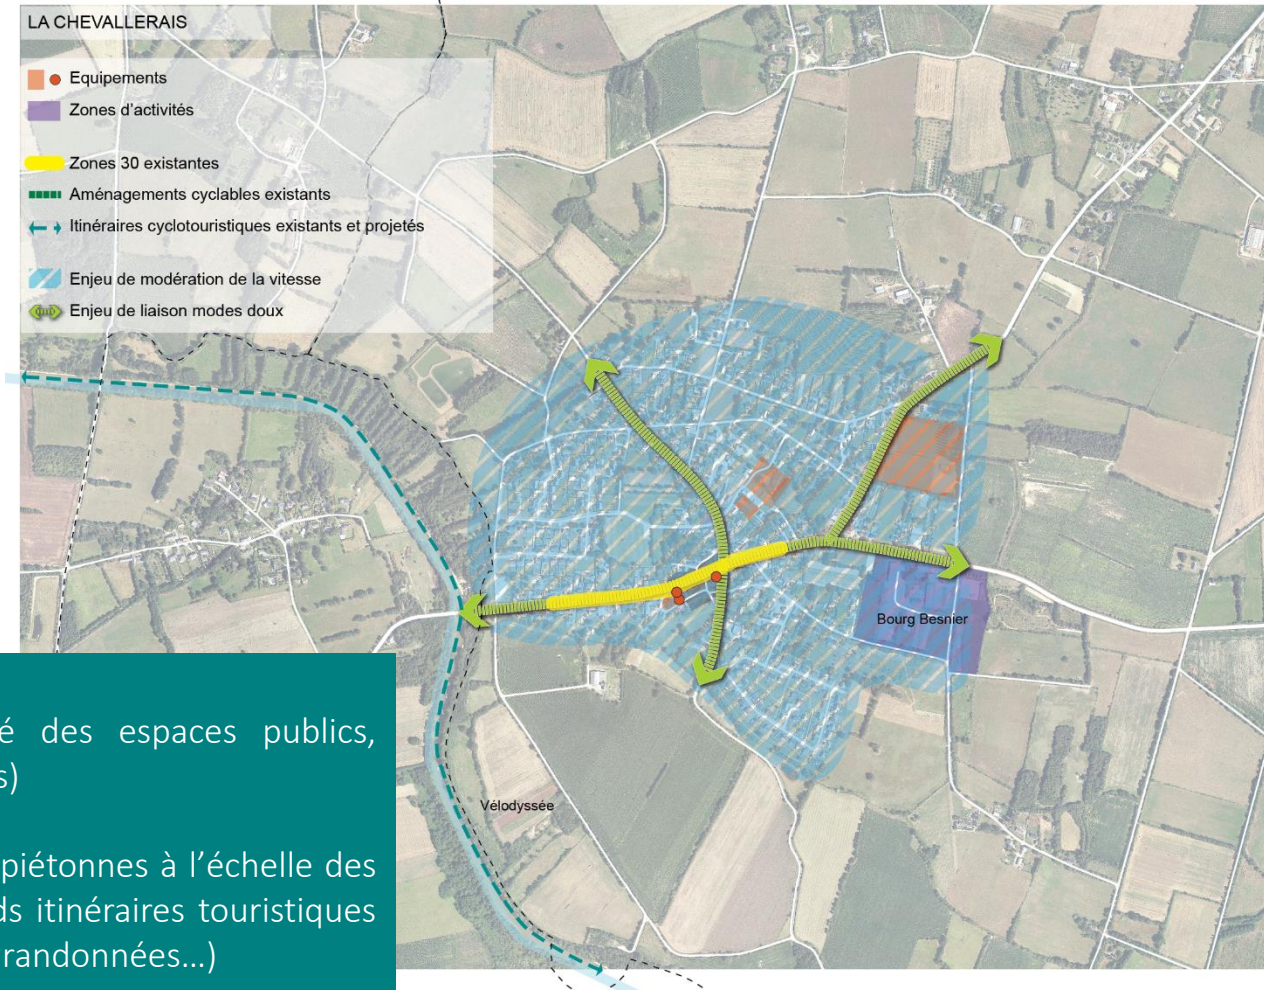 LA CHEVALLERAIS
Equipements
Zones d'activités
Zones 30 existantes
Aménagements cyclables existants
Itinéraires cyclotouristiques existants et projetés
Enjeu de modération de la vitesse
Enjeu de liaison modes doux
Bourg Besnier
Vélodyssée
é des espaces publics,
s)
piétonnes à l’échelle des
ds itinéraires touristiques
randonnées…)